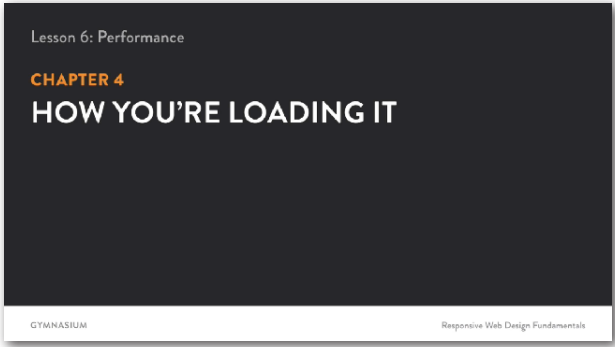 Lesson 6: Performance
CHAPTER 4
HOW YOU'RE LOADING IT
GYMNASIUM
Responsive Web Design Fundamentals